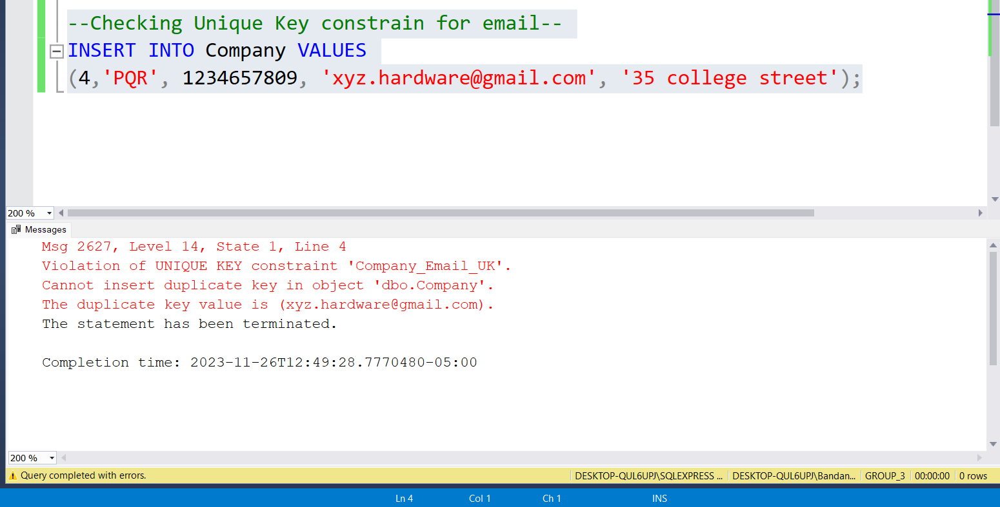 --Checking Unique Key constrain for email--
INSERT INTO Company VALUES
(4,'PQR', 1234657809, 'xyz.hardware@gmail.com', '35 college street');
200 %
Messages
Msg 2627, Level 14, State 1, Line 4
Violation of UNIQUE KEY constraint 'Company_Email_UK'.
Cannot insert duplicate key in object 'dbo.Company'.
The duplicate key value is (xyz.hardware@gmail.com).
The statement has been terminated.
Completion time: 2023-11-26T12:49:28.7770480-05:00
200 %
Query completed with errors. DESKTOP-QUL6UPJ\SQLEXPRESS ... DESKTOP-QUL6UPJ\Bandan... GROUP_3 00:00:00 0 rows
Ln 4 Col 1 Ch 1 INS